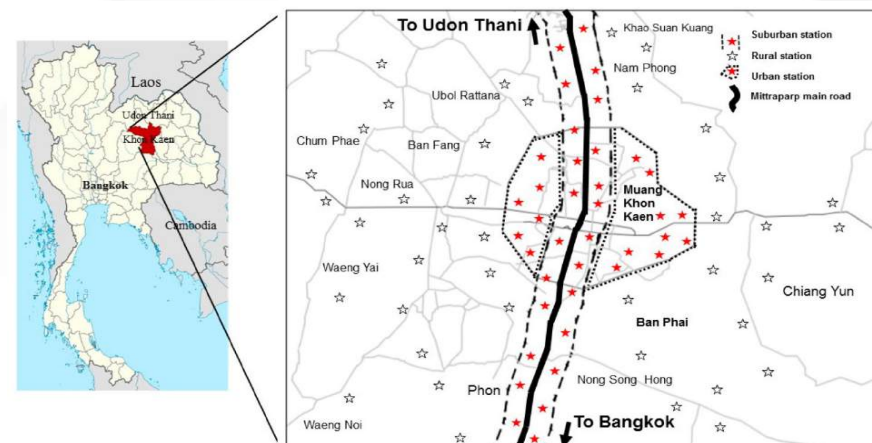 Laos
Udon Thani
Khon Kaen
Bangkok
Cambodia
To Udon Thani
Khao Suan Kuang
Nam Phong
Ubol Rattana
Chum Phae
Ban Fang
Nong Rua
Muang
Khon
Kaen
Waeng Yai
Chiang Yun
Ban Phai
Phon
Nong Song Hong
Waeng Noi
To Bangkok
Suburban station
Rural station
Urban station
Mittraparp main road